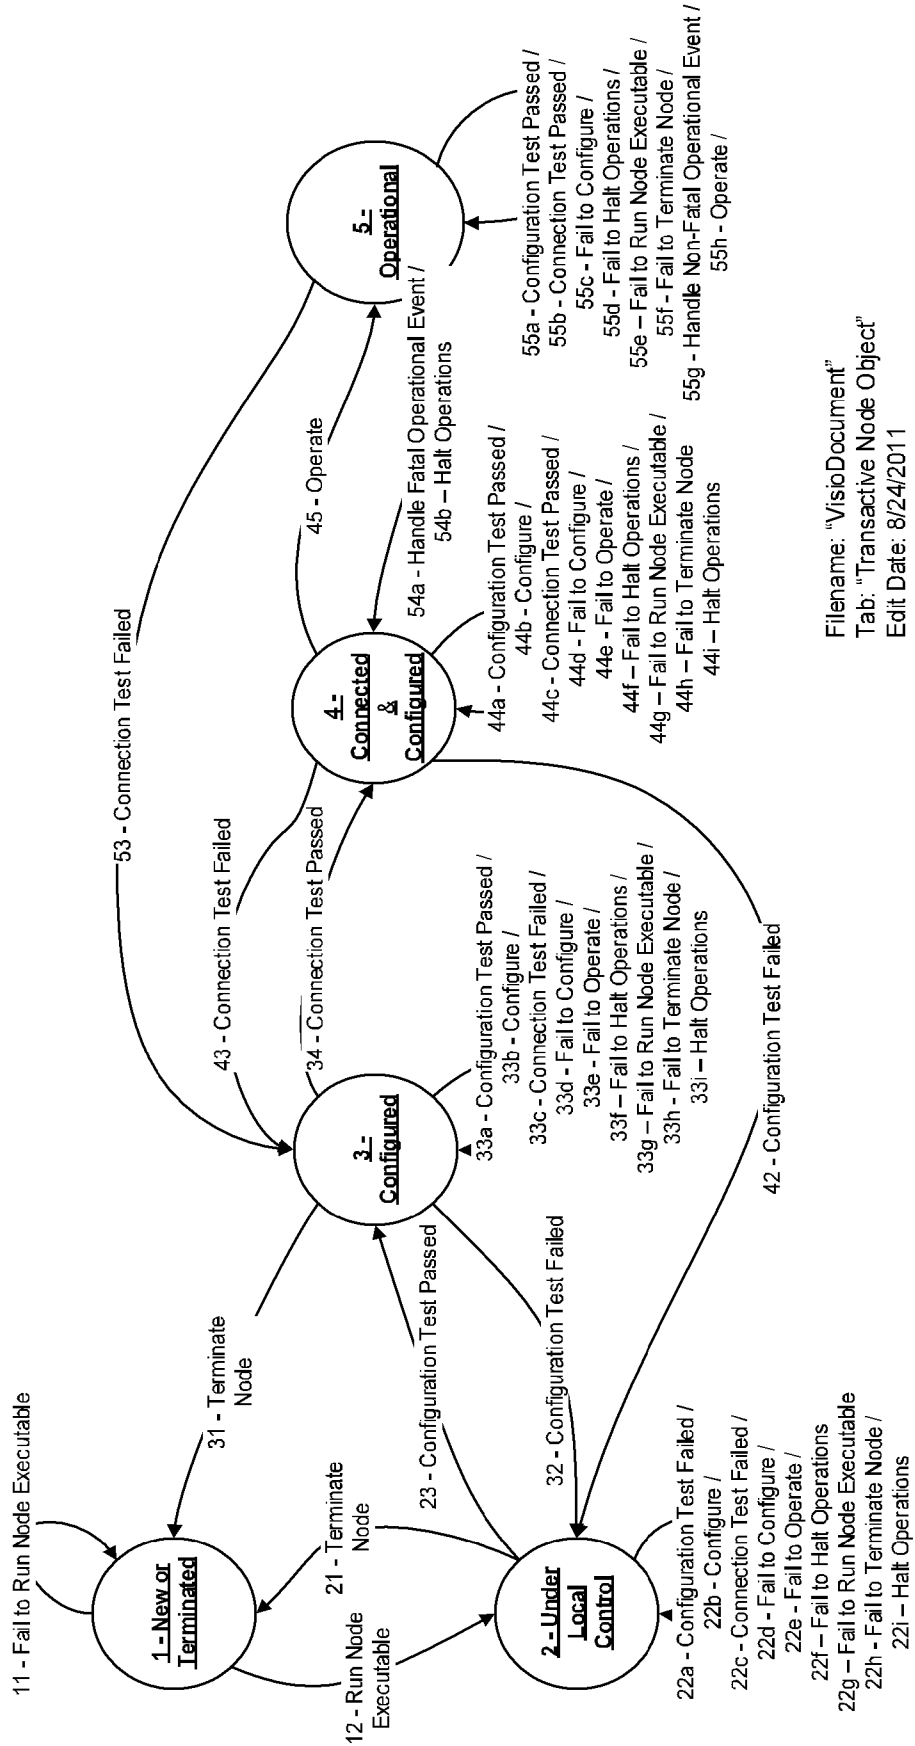 11 - Fail to Run Node Executable
1 - New or
Terminated
12 - Run Node
Executable
21 - Terminate
Node
31 - Terminate
Node
2 - Under
Local
Control
22a - Configuration Test Failed /
22b - Configure /
22c - Connection Test Failed /
22d - Fail to Configure /
22e - Fail to Operate /
22f – Fail to Halt Operations
22g – Fail to Run Node Executable
22h - Fail to Terminate Node /
22i – Halt Operations
23 - Configuration Test Passed
32 - Configuration Test Failed
3 -
Configured
33a - Configuration Test Passed /
33b - Configure /
33c - Connection Test Failed /
33d - Fail to Configure /
33e - Fail to Operate /
33f – Fail to Halt Operations /
33g – Fail to Run Node Executable /
33h - Fail to Terminate Node /
33i – Halt Operations
53 - Connection Test Failed
43 - Connection Test Failed
34 - Connection Test Passed
42 - Configuration Test Failed
4 -
Connected
&
Configured
44a - Configuration Test Passed /
44b - Configure /
44c - Connection Test Passed /
44d - Fail to Configure /
44e - Fail to Operate /
44f – Fail to Halt Operations /
44g – Fail to Run Node Executable /
44h – Fail to Terminate Node
44i – Halt Operations
45 - Operate
54a - Handle Fatal Operational Event /
54b – Halt Operations
5 -
Operational
55a - Configuration Test Passed /
55b - Connection Test Passed /
55c - Fail to Configure /
55d - Fail to Halt Operations /
55e – Fail to Run Node Executable /
55f - Fail to Terminate Node /
55g - Handle Non-Fatal Operational Event /
55h - Operate /
Filename: "VisioDocument"
Tab: "Transactive Node Object"
Edit Date: 8/24/2011